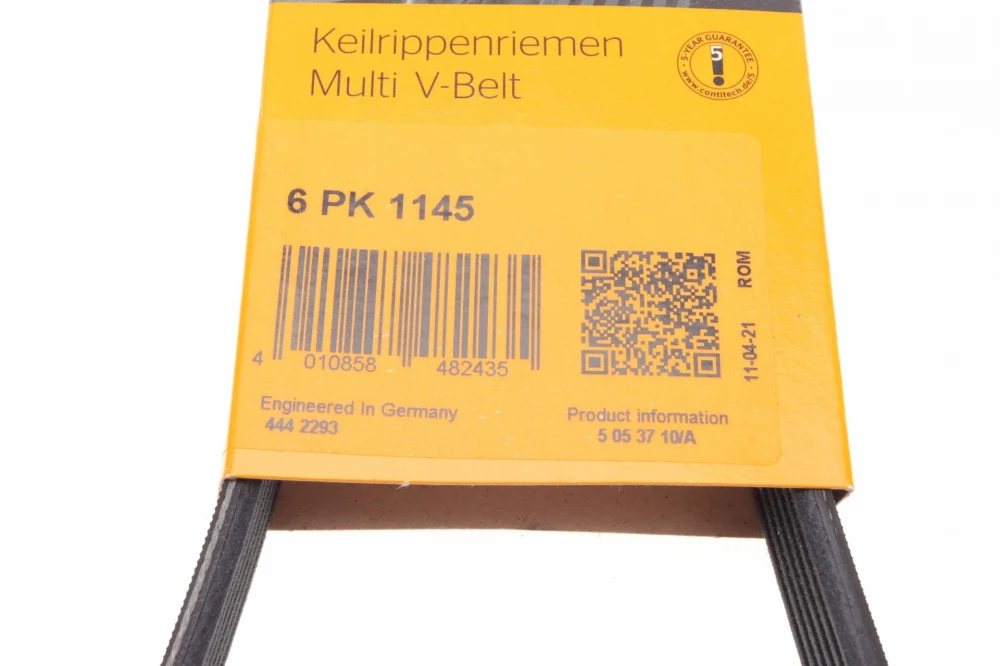 Keilrippenriemen
Multi V-Belt
5-YEAR GUARANTEE
5
www.contitech.de/5
6 PK 1145
4 010858 482435
ROM
11-04-21
Engineered In Germany
444 2293
Product information
5 05 37 10/A